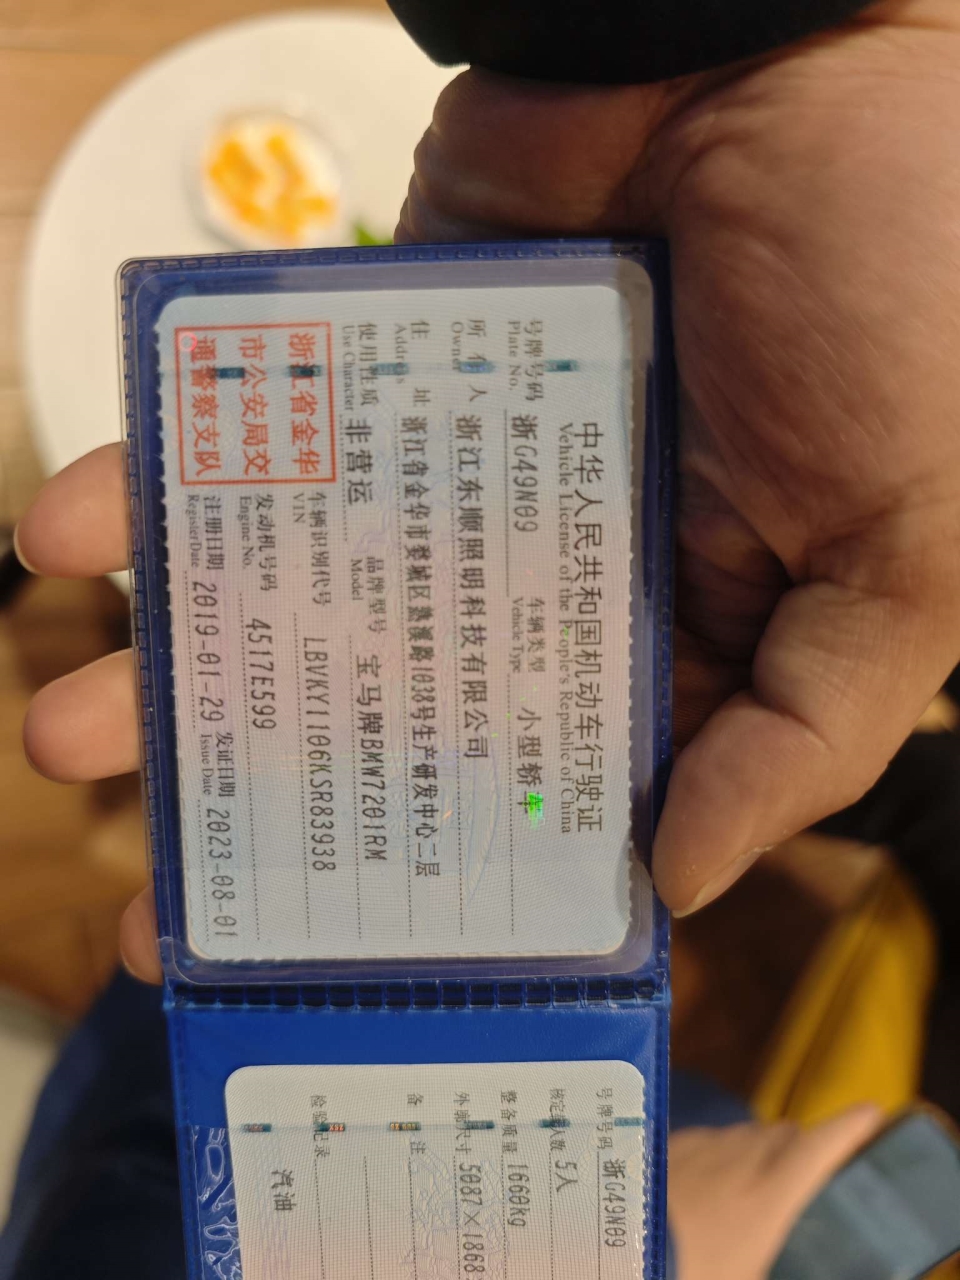 中华人民共和国机动车行驶证
Vehicle License of the People's Republic of China
号牌号码 浙G49N09 车辆类型 小型轿车
Plate No. Vehicle Type
所有人 浙江东顺照明科技有限公司
Owner
住址 浙江省金华市婺城区熟溪路1038号生产研发中心二层
Address
使用性质 非营运 品牌型号 宝马牌BMW7201RM
Use Character Model
浙江省金华
市公安局交
通警察支队
车辆识别代号 LBVKY1106KSR83938
VIN
发动机号码 4517E599
Engine No.
注册日期 2019-01-29 发证日期 2023-08-01
Register Date Issue Date
号牌号码 浙G49N09
核定载人数 5人
整备质量 1660kg
外廓尺寸 5087×1868
备注
检验记录 汽油